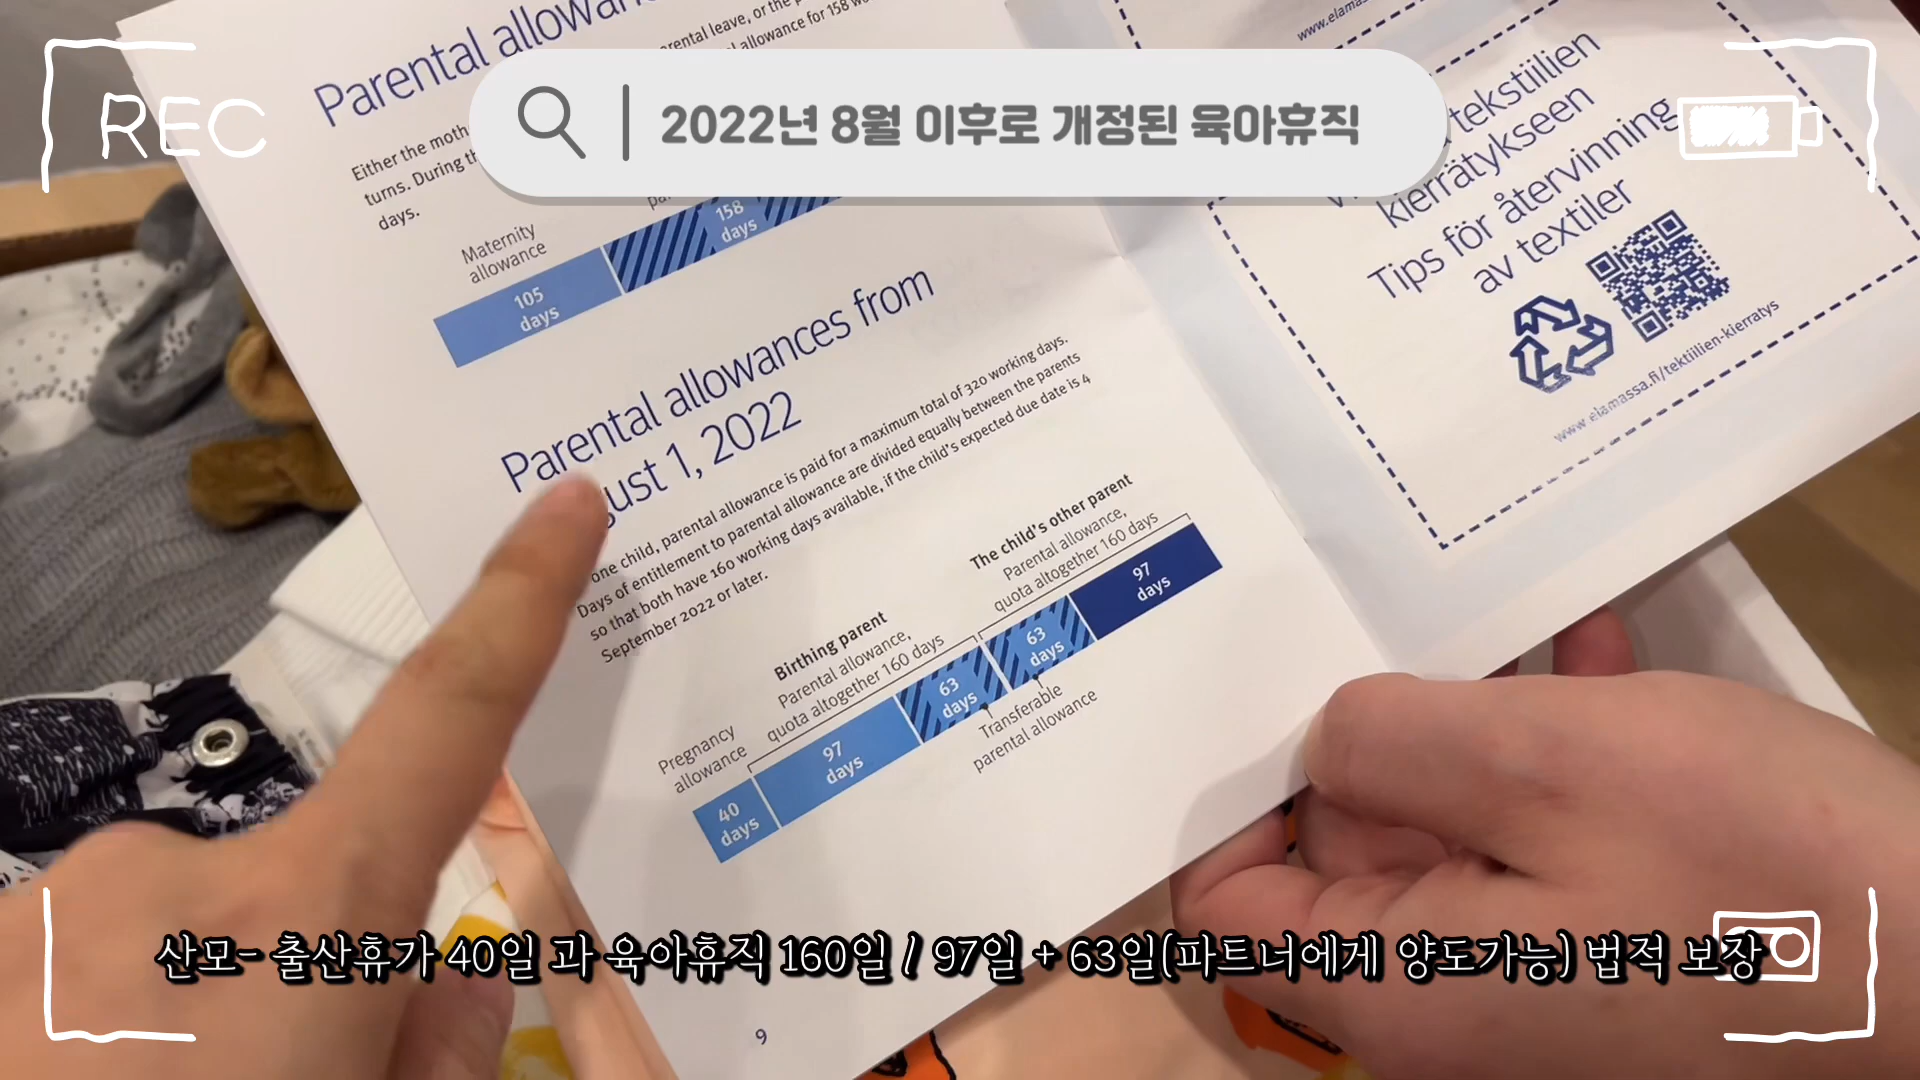 REC
2022년 8월 이후로 개정된 육아휴직
Parental allowan
rental leave, or the p
al allowance for 158 wo
Either the moth
turns. During th
days.
Maternity
allowance
105
days
158
days
Parental allowances from
gust 1, 2022
one child, parental allowance is paid for a maximum total of 320 working days.
Days of entitlement to parental allowance are divided equally between the parents
so that both have 160 working days available, if the child's expected due date is 4
September 2022 or later.
Pregnancy
allowance
Birthing parent
Parental allowance,
quota altogether 160 days
The child's other parent
Parental allowance,
quota altogether 160 days
40
days
97
days
63
days
63
days
97
days
Transferable
parental allowance
9
www.elamassa
tekstiilien
kierrätykseen
Tips för återvinning
av textiler
www.elamassa.fi/tektiilien-kierratys
산모- 출산휴가 40일 과 육아휴직 160일 / 97일 + 63일(파트너에게 양도가능) 법적 보장